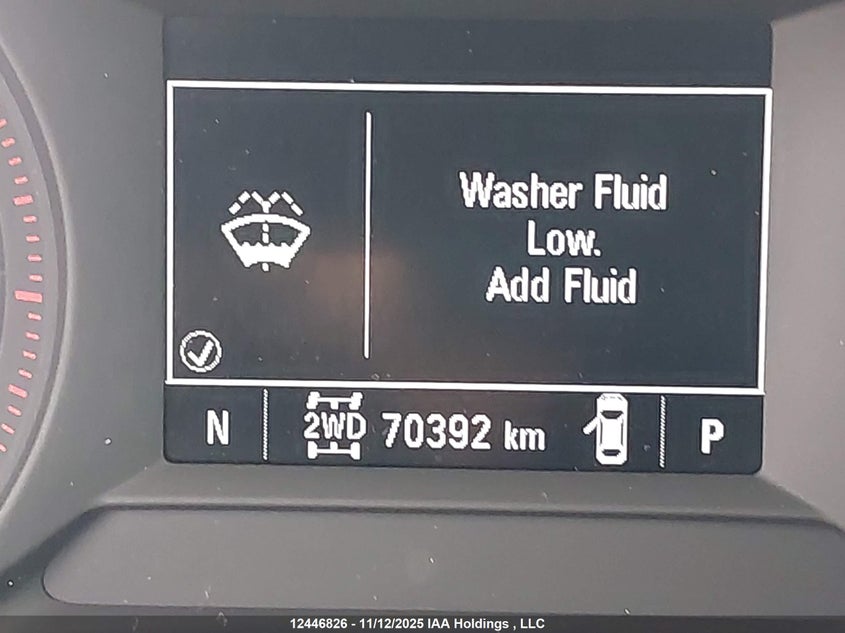 Washer Fluid
Low.
Add Fluid
N 2WD 70392 km P
12446826 - 11/12/2025 IAA Holdings , LLC